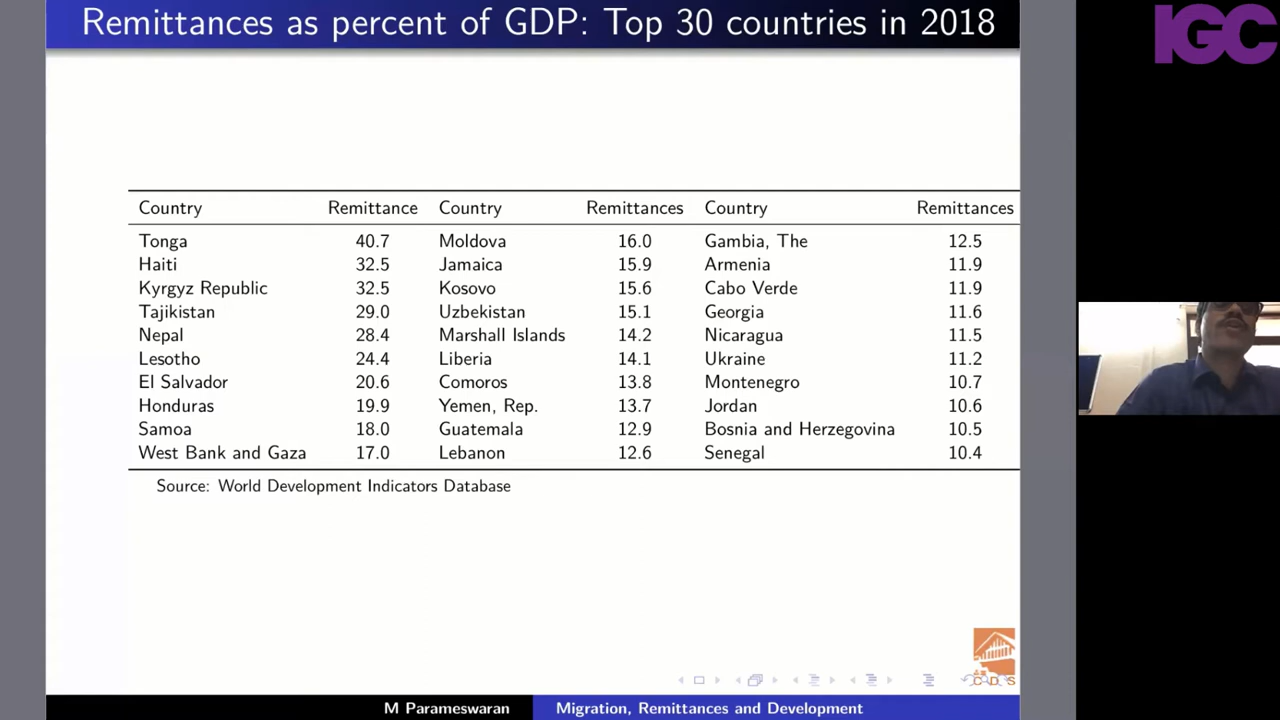 Remittances as percent of GDP: Top 30 countries in 2018
IGC
Country Remittance Country Remittances Country Remittances
Tonga 40.7 Moldova 16.0 Gambia, The 12.5
Haiti 32.5 Jamaica 15.9 Armenia 11.9
Kyrgyz Republic 32.5 Kosovo 15.6 Cabo Verde 11.9
Tajikistan 29.0 Uzbekistan 15.1 Georgia 11.6
Nepal 28.4 Marshall Islands 14.2 Nicaragua 11.5
Lesotho 24.4 Liberia 14.1 Ukraine 11.2
El Salvador 20.6 Comoros 13.8 Montenegro 10.7
Honduras 19.9 Yemen, Rep. 13.7 Jordan 10.6
Samoa 18.0 Guatemala 12.9 Bosnia and Herzegovina 10.5
West Bank and Gaza 17.0 Lebanon 12.6 Senegal 10.4
Source: World Development Indicators Database
CDS
M Parameswaran Migration, Remittances and Development